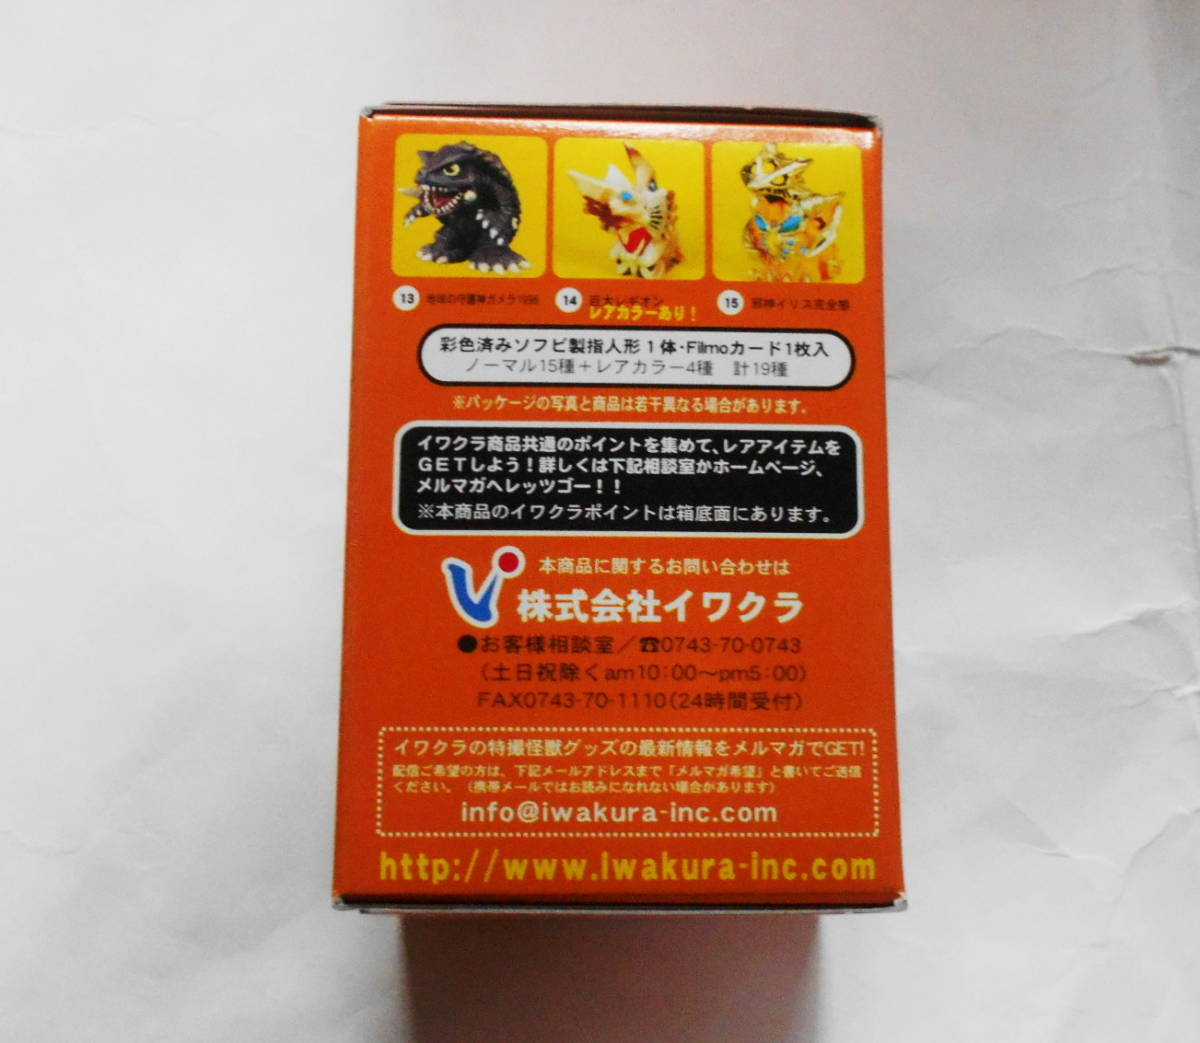 13 地球の守護神ガメラ1996
14 巨大レギオン
レアカラーあり！
15 邪神イリス完全態
彩色済みソフビ製指人形１体・Filmoカード1枚入
ノーマル15種＋レアカラー4種　計19種
※パッケージの写真と商品は若干異なる場合があります。
イワクラ商品共通のポイントを集めて、レアアイテムを
ＧＥＴしよう！詳しくは下記相談室かホームページ、
メルマガへレッツゴー！！
※本商品のイワクラポイントは箱底面にあります。
本商品に関するお問い合わせは
株式会社イワクラ
●お客様相談室／☎0743-70-0743
（土日祝除くam10:00〜pm5:00）
FAX0743-70-1110（24時間受付）
イワクラの特撮怪獣グッズの最新情報をメルマガでGET!
配信ご希望の方は、下記メールアドレスまで「メルマガ希望」と書いてご送信
ください。（携帯メールではお読みになれない場合があります）
info@iwakura-inc.com
http://www.iwakura-inc.com